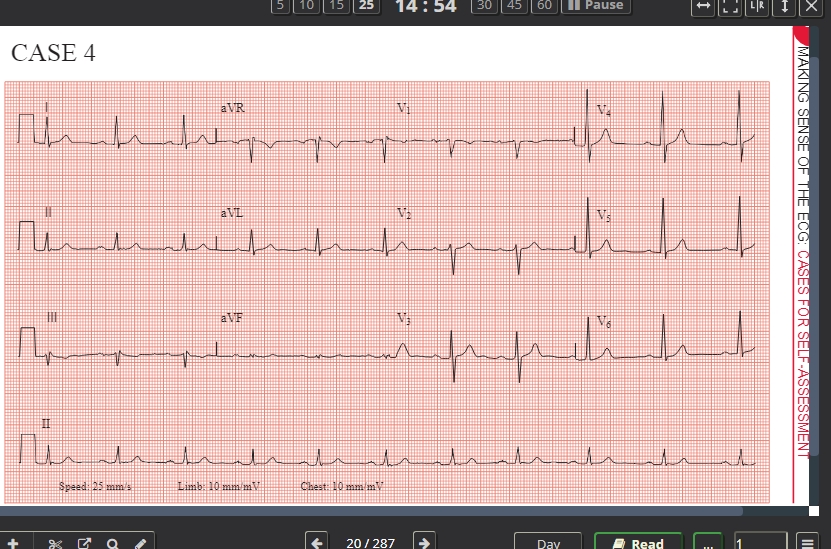 5 10 15 25 14 : 54 30 45 60 Pause
L R
CASE 4
I aVR V1 V4
II aVL V2 V5
III aVF V3 V6
II
Speed: 25 mm/s Limb: 10 mm/mV Chest: 10 mm/mV
MAKING SENSE OF THE ECG: CASES FOR SELF-ASSESSMENT
20 / 287 Day Read ... 1